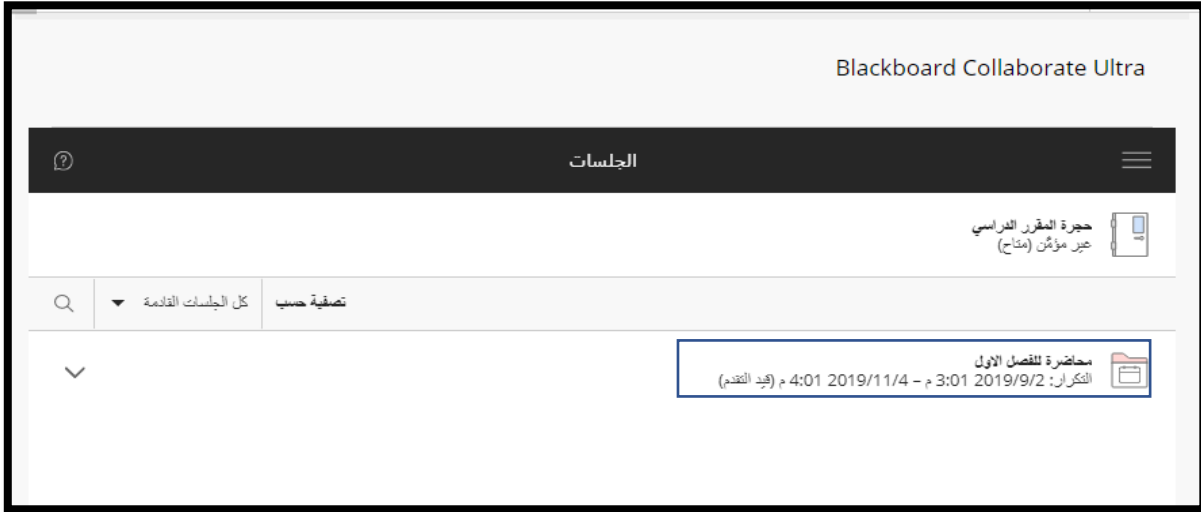 Blackboard Collaborate Ultra
الجلسات
حجرة المقرر الدراسي
عبر مؤمَّن (متاح)
تصفية حسب كل الجلسات القادمة
محاضرة للفصل الاول
التكرار: 2019/9/2 3:01 م – 2019/11/4 4:01 م (قيد التقدم)